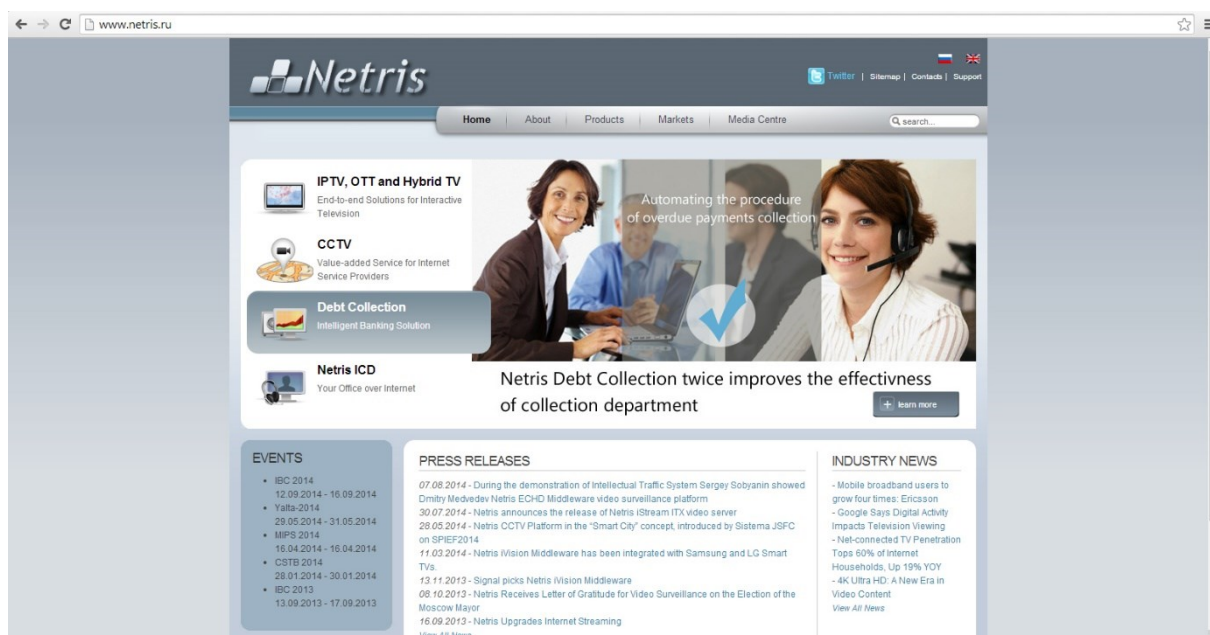 www.netris.ru
Netris
Twitter | Sitemap | Contacts | Support
Home | About | Products | Markets | Media Centre
search...
IPTV, OTT and Hybrid TV
End-to-end Solutions for Interactive
Television
CCTV
Value-added Service for Internet
Service Providers
Debt Collection
Intelligent Banking Solution
Netris ICD
Your Office over Internet
Automating the procedure
of overdue payments collection
Netris Debt Collection twice improves the effectivness
of collection department
learn more
EVENTS
IBC 2014
12.09.2014 - 16.09.2014
Yalta-2014
29.05.2014 - 31.05.2014
MIPS 2014
16.04.2014 - 16.04.2014
CSTB 2014
28.01.2014 - 30.01.2014
IBC 2013
13.09.2013 - 17.09.2013
PRESS RELEASES
07.08.2014 - During the demonstration of Intellectual Traffic System Sergey Sobyanin showed
Dmitry Medvedev Netris ECHD Middleware video surveillance platform
30.07.2014 - Netris announces the release of Netris iStream ITX video server
28.05.2014 - Netris CCTV Platform in the “Smart City” concept, introduced by Sistema JSFC
on SPIEF2014
11.03.2014 - Netris iVision Middleware has been integrated with Samsung and LG Smart
TVs.
13.11.2013 - Signal picks Netris iVision Middleware
08.10.2013 - Netris Receives Letter of Gratitude for Video Surveillance on the Election of the
Moscow Mayor
16.09.2013 - Netris Upgrades Internet Streaming
View All News
INDUSTRY NEWS
- Mobile broadband users to
grow four times: Ericsson
- Google Says Digital Activity
Impacts Television Viewing
- Net-connected TV Penetration
Tops 60% of Internet
Households, Up 19% YOY
- 4K Ultra HD: A New Era in
Video Content
View All News